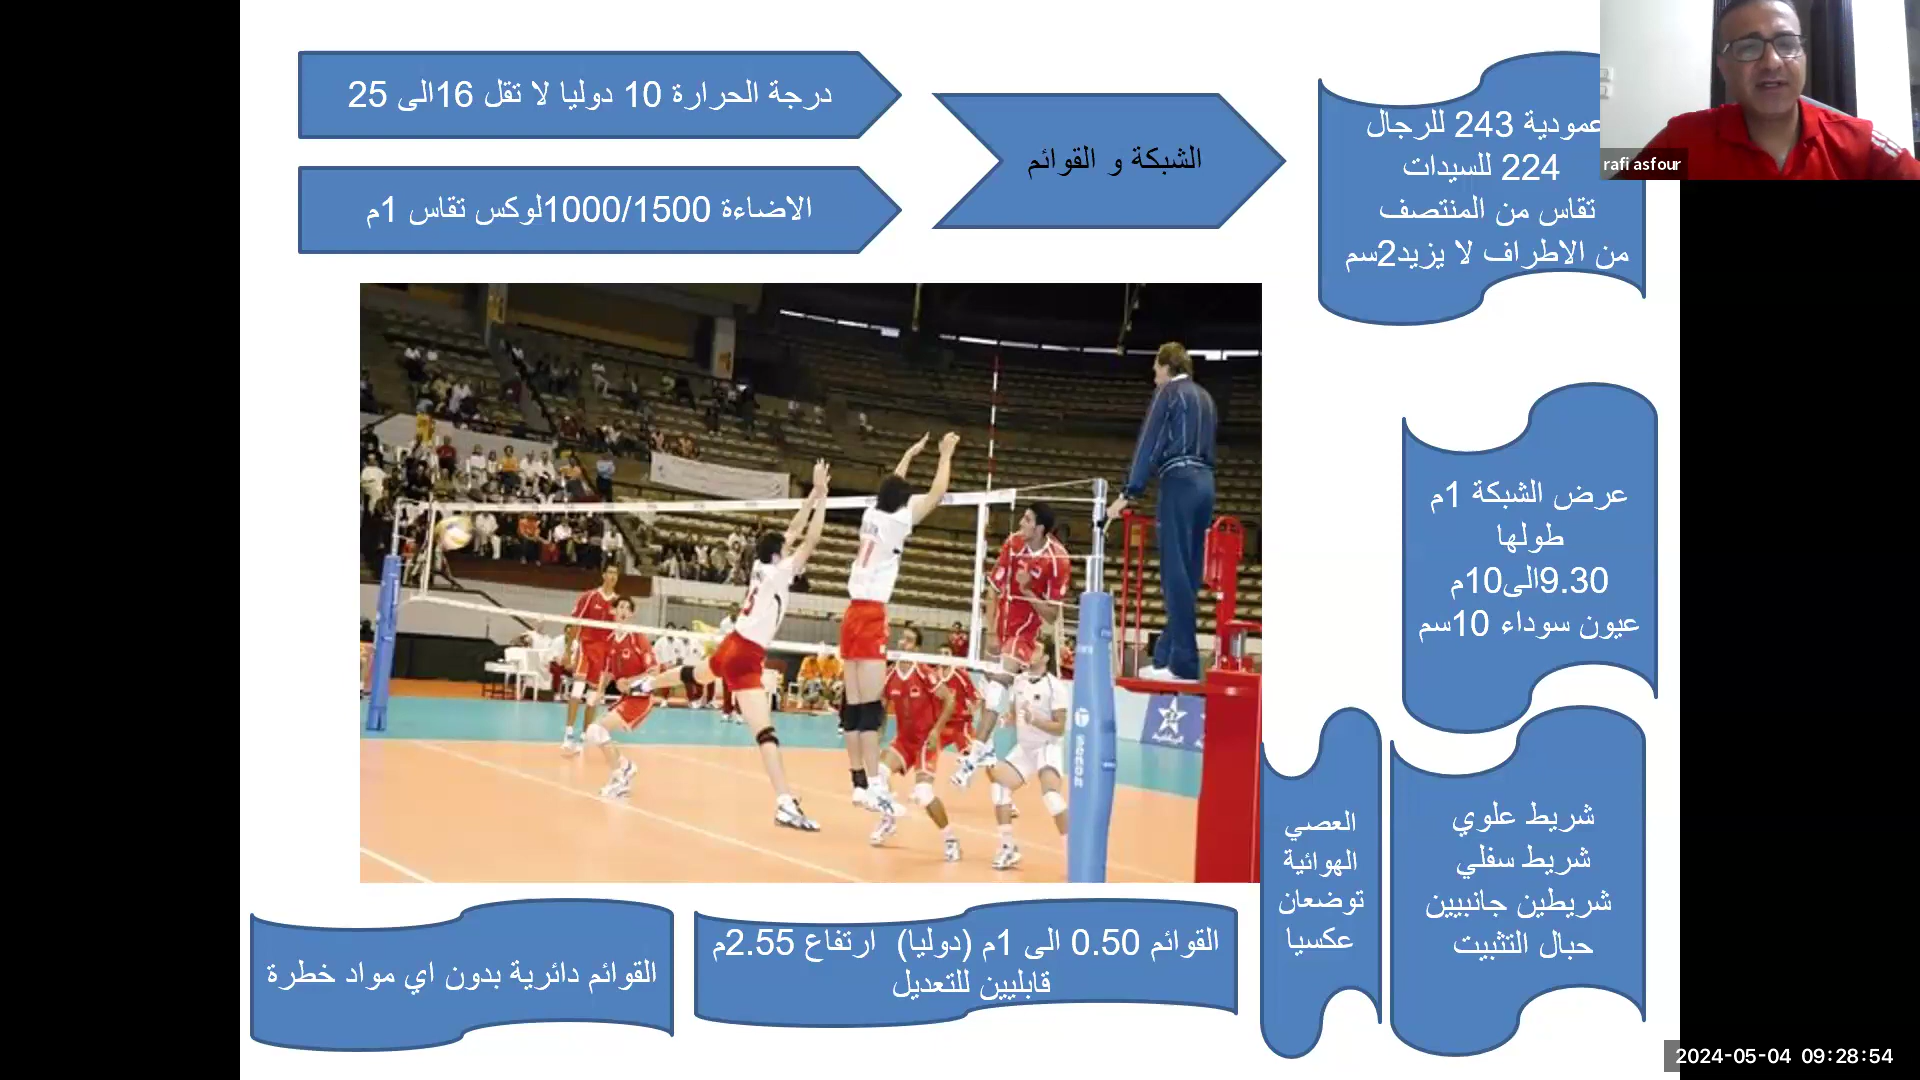 درجة الحرارة 10 دوليا لا تقل 16الى 25
الاضاءة 1000/1500لوكس تقاس 1م
الشبكة و القوائم
عمودية 243 للرجال
224 للسيدات
تقاس من المنتصف
من الاطراف لا يزيد2سم
rafi asfour
عرض الشبكة 1م
طولها
9.30الى10م
عيون سوداء 10سم
شريط علوي
شريط سفلي
شريطين جانبيين
حبال التثبيت
العصي
الهوائية
توضعان
عكسيا
القوائم 0.50 الى 1م (دوليا) ارتفاع 2.55م
قابليين للتعديل
القوائم دائرية بدون اي مواد خطرة
2024-05-04 09:28:54